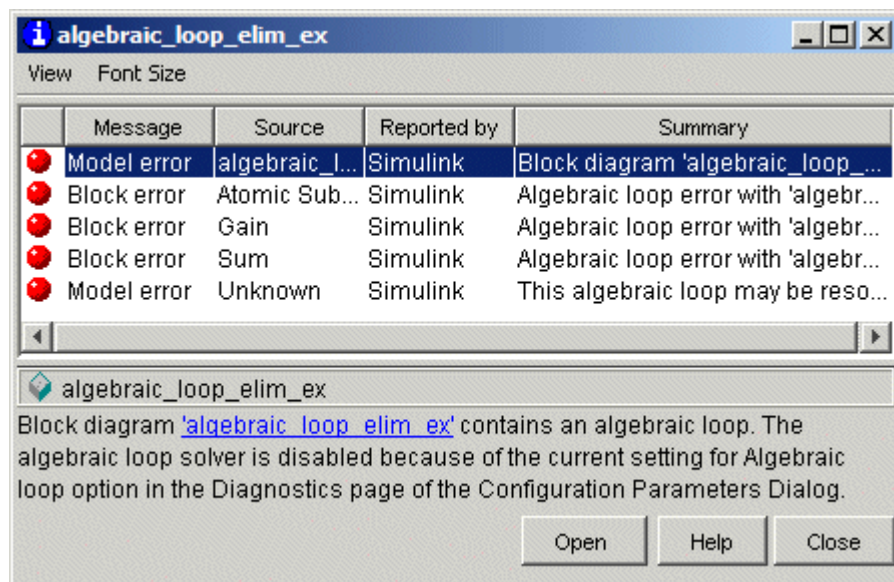 algebraic_loop_elim_ex
View Font Size
Message Source Reported by Summary
Model error algebraic_l... Simulink Block diagram 'algebraic_loop_...
Block error Atomic Sub... Simulink Algebraic loop error with 'algebr...
Block error Gain Simulink Algebraic loop error with 'algebr...
Block error Sum Simulink Algebraic loop error with 'algebr...
Model error Unknown Simulink This algebraic loop may be reso...
algebraic_loop_elim_ex
Block diagram 'algebraic_loop_elim_ex' contains an algebraic loop. The
algebraic loop solver is disabled because of the current setting for Algebraic
loop option in the Diagnostics page of the Configuration Parameters Dialog.
Open Help Close